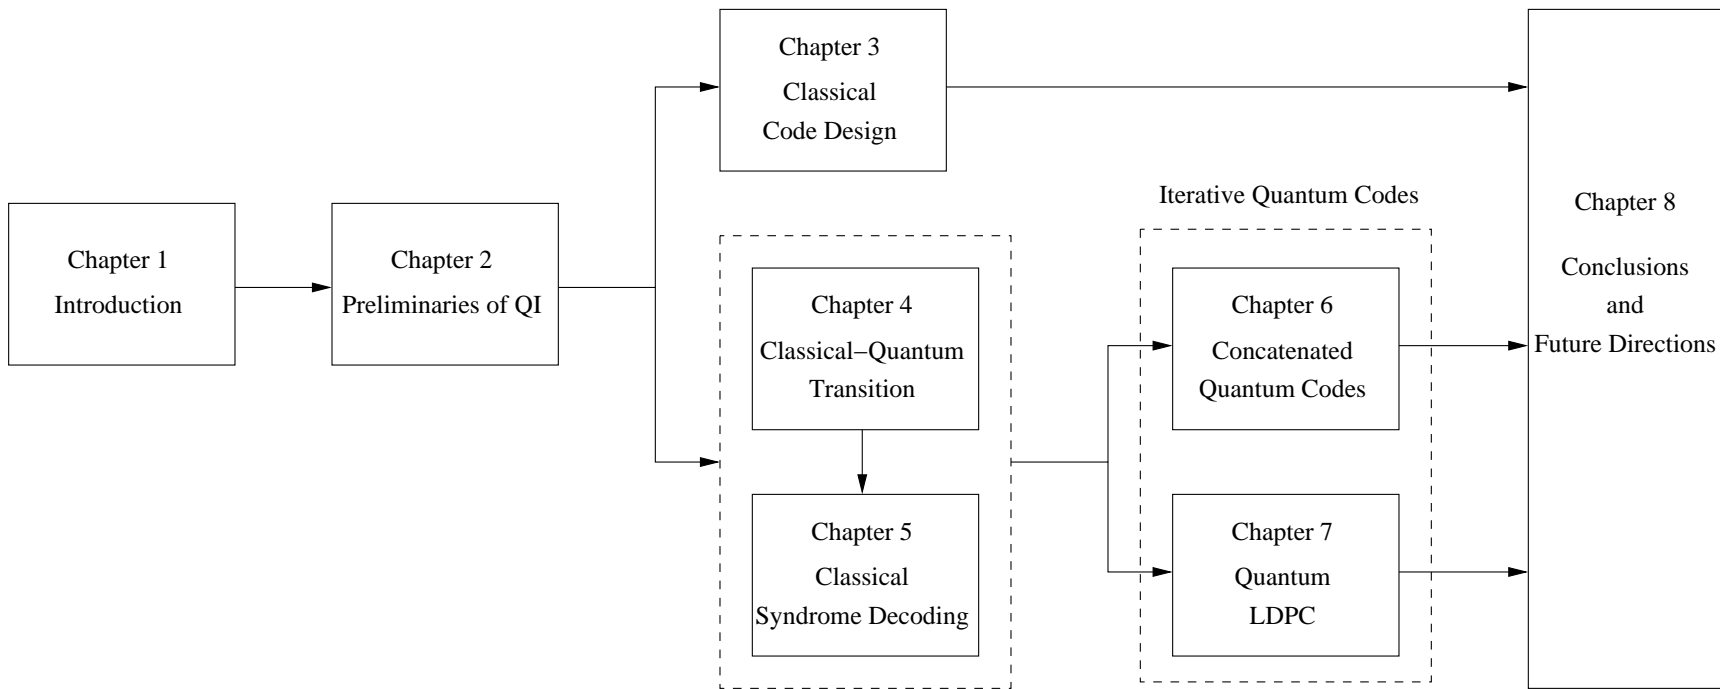 Chapter 1
Introduction
Chapter 2
Preliminaries of QI
Chapter 3
Classical
Code Design
Chapter 4
Classical–Quantum
Transition
Chapter 5
Classical
Syndrome Decoding
Iterative Quantum Codes
Chapter 6
Concatenated
Quantum Codes
Chapter 7
Quantum
LDPC
Chapter 8
Conclusions
and
Future Directions